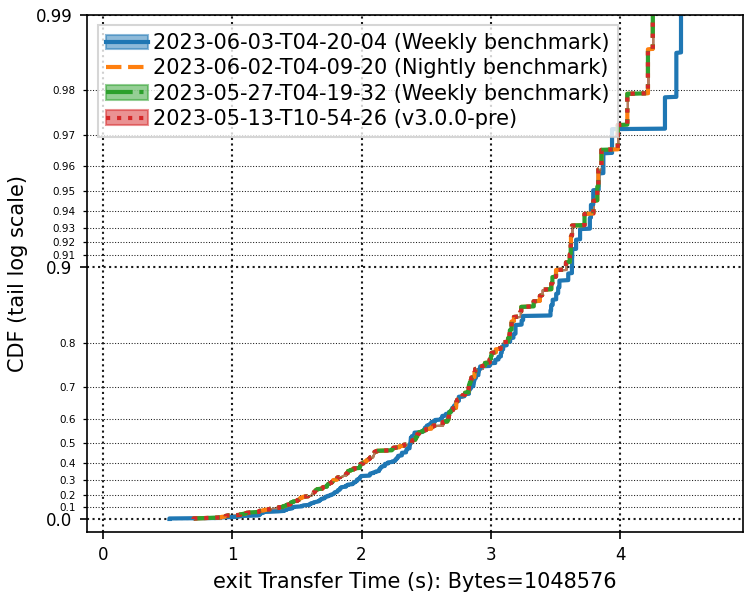 0.99
2023-06-03-T04-20-04 (Weekly benchmark)
2023-06-02-T04-09-20 (Nightly benchmark)
2023-05-27-T04-19-32 (Weekly benchmark)
2023-05-13-T10-54-26 (v3.0.0-pre)
0.98
0.97
0.96
0.95
0.94
0.93
0.92
0.91
0.9
0.8
0.7
0.6
0.5
0.4
0.3
0.2
0.1
0.0
CDF (tail log scale)
0 1 2 3 4
exit Transfer Time (s): Bytes=1048576